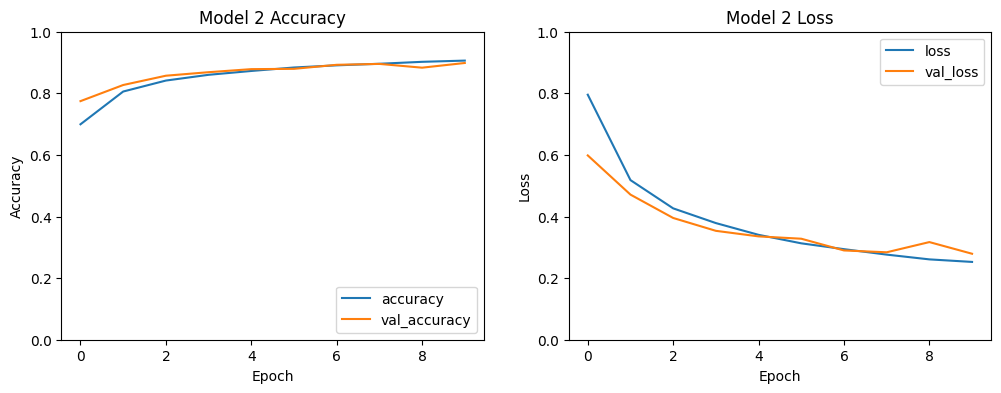 Model 2 Accuracy
1.0
0.8
0.6
0.4
0.2
0.0
Accuracy
accuracy
val_accuracy
0 2 4 6 8
Epoch
Model 2 Loss
1.0
0.8
0.6
0.4
0.2
0.0
Loss
loss
val_loss
0 2 4 6 8
Epoch